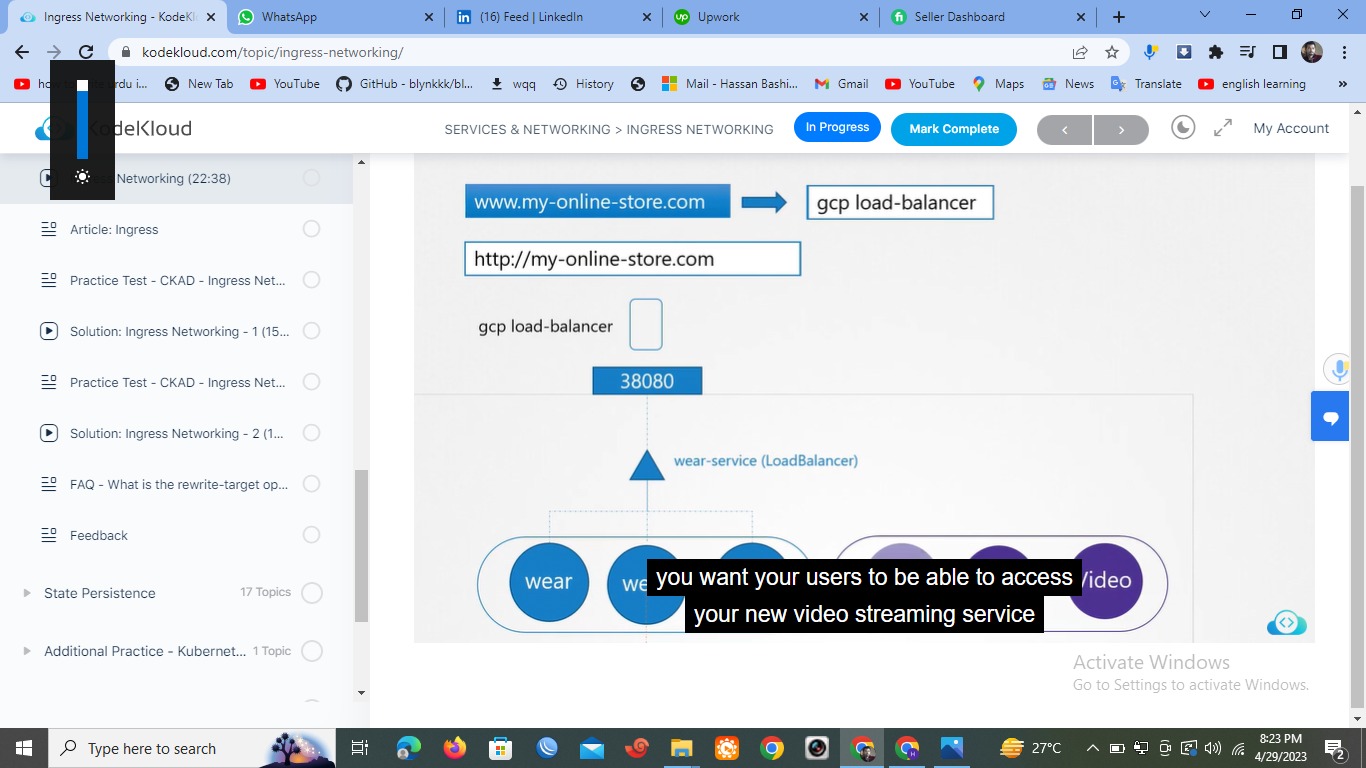 Ingress Networking - KodeKl
WhatsApp
(16) Feed | LinkedIn
Upwork
Seller Dashboard
kodekloud.com/topic/ingress-networking/
how urdu i...
New Tab
YouTube
GitHub - blynkkk/bl...
wqq
History
Mail - Hassan Bashi...
Gmail
YouTube
Maps
News
Translate
english learning
»
KodeKloud
SERVICES & NETWORKING > INGRESS NETWORKING
In Progress
Mark Complete
My Account
Networking (22:38)
Article: Ingress
Practice Test - CKAD - Ingress Net...
Solution: Ingress Networking - 1 (15...
Practice Test - CKAD - Ingress Net...
Solution: Ingress Networking - 2 (1...
FAQ - What is the rewrite-target op...
Feedback
State Persistence
17 Topics
Additional Practice - Kubernet...
1 Topic
www.my-online-store.com
gcp load-balancer
http://my-online-store.com
gcp load-balancer
38080
wear-service (LoadBalancer)
wear
we
Video
you want your users to be able to access
your new video streaming service
Activate Windows
Go to Settings to activate Windows.
Type here to search
27°C
8:23 PM
4/29/2023
2